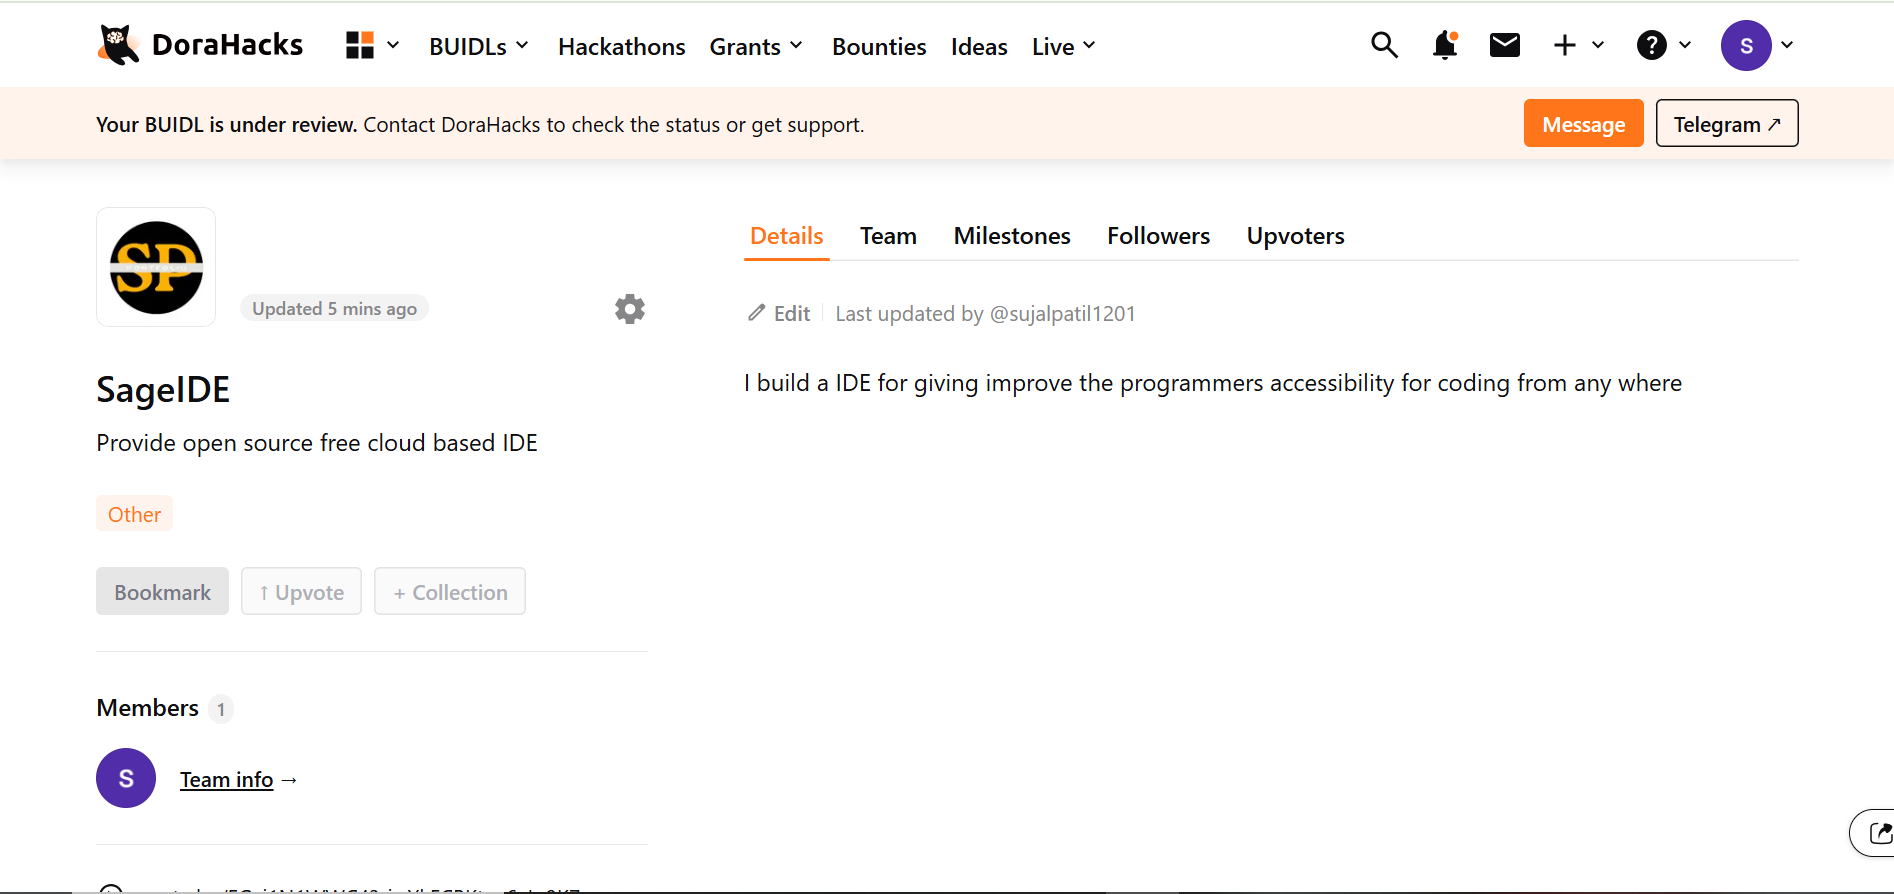 DoraHacks
BUIDLs
Hackathons
Grants
Bounties
Ideas
Live
S
Your BUIDL is under review. Contact DoraHacks to check the status or get support.
Message
Telegram ↗
SP
Updated 5 mins ago
Details
Team
Milestones
Followers
Upvoters
Edit
Last updated by @sujalpatil1201
I build a IDE for giving improve the programmers accessibility for coding from any where
SageIDE
Provide open source free cloud based IDE
Other
Bookmark
↑ Upvote
+ Collection
Members 1
S
Team info →